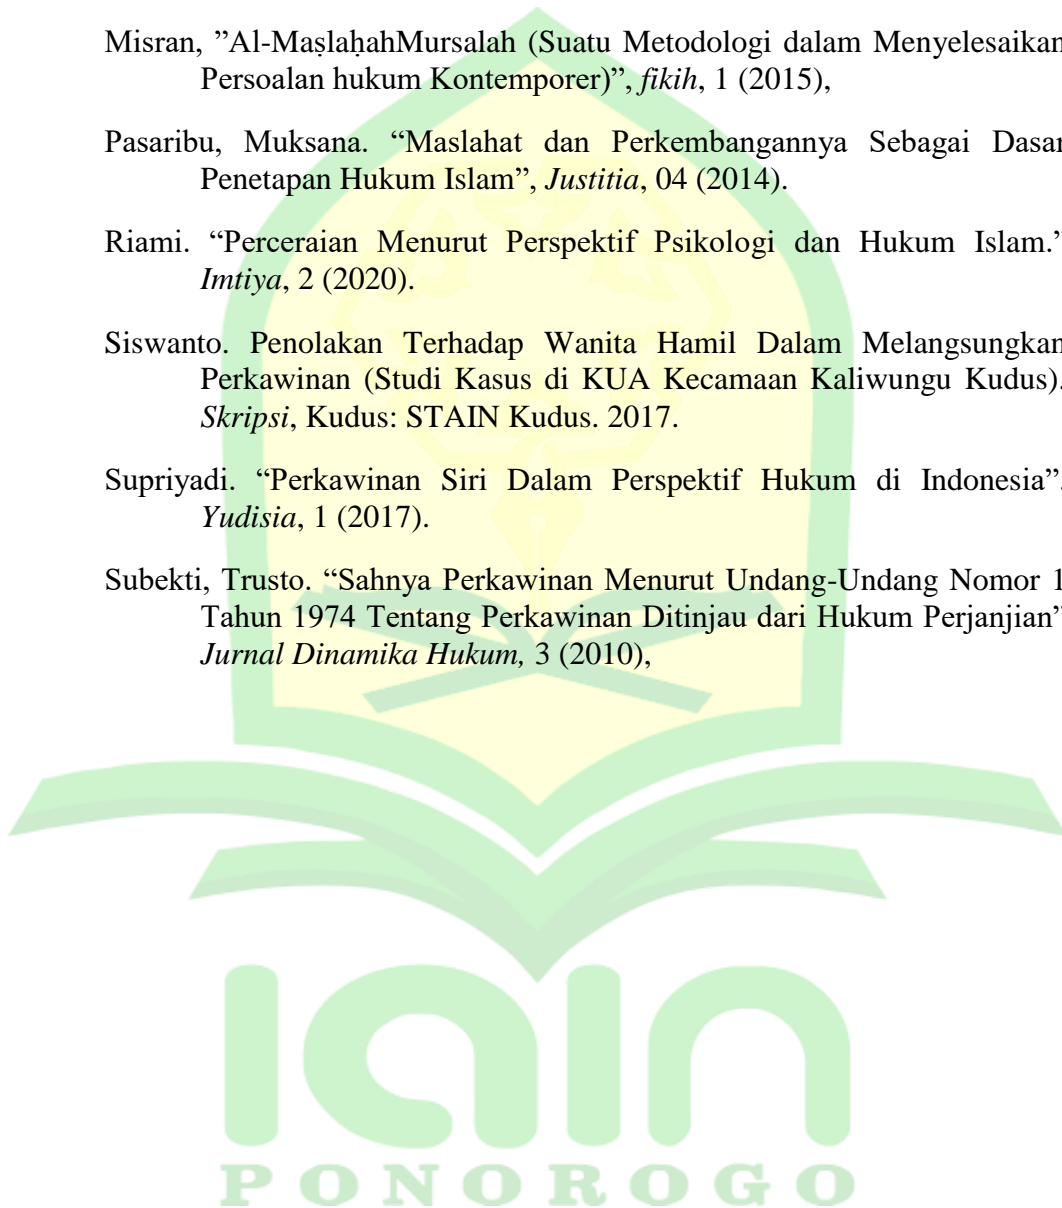 Misran, ”Al-MaṣlaḥahMursalah (Suatu Metodologi dalam Menyelesaikan
Persoalan hukum Kontemporer)”, fikih, 1 (2015),
Pasaribu, Muksana. “Maslahat dan Perkembangannya Sebagai Dasar
Penetapan Hukum Islam”, Justitia, 04 (2014).
Riami. “Perceraian Menurut Perspektif Psikologi dan Hukum Islam.”
Imtiya, 2 (2020).
Siswanto. Penolakan Terhadap Wanita Hamil Dalam Melangsungkan
Perkawinan (Studi Kasus di KUA Kecamaan Kaliwungu Kudus).
Skripsi, Kudus: STAIN Kudus. 2017.
Supriyadi. “Perkawinan Siri Dalam Perspektif Hukum di Indonesia”.
Yudisia, 1 (2017).
Subekti, Trusto. “Sahnya Perkawinan Menurut Undang-Undang Nomor 1
Tahun 1974 Tentang Perkawinan Ditinjau dari Hukum Perjanjian”
Jurnal Dinamika Hukum, 3 (2010),
iain
PONOROGO